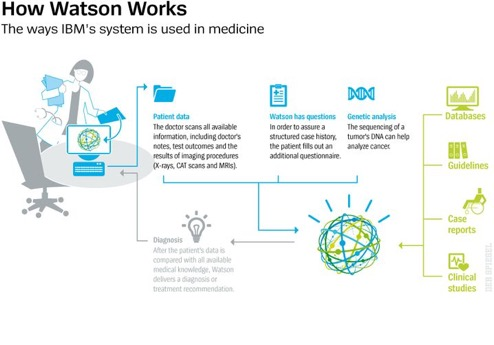 How Watson Works
The ways IBM's system is used in medicine
Patient data
The doctor scans all available
information, including doctor's
notes, test outcomes and the
results of imaging procedures
(X-rays, CAT scans and MRIs).
Watson has questions
In order to assure a
structured case history,
the patient fills out an
additional questionnaire.
Genetic analysis
The sequencing of a
tumor's DNA can help
analyze cancer.
Databases
Guidelines
Case
reports
Clinical
studies
Diagnosis
After the patient's data is
compared with all available
medical knowledge, Watson
delivers a diagnosis or
treatment recommendation.
DER SPIEGEL